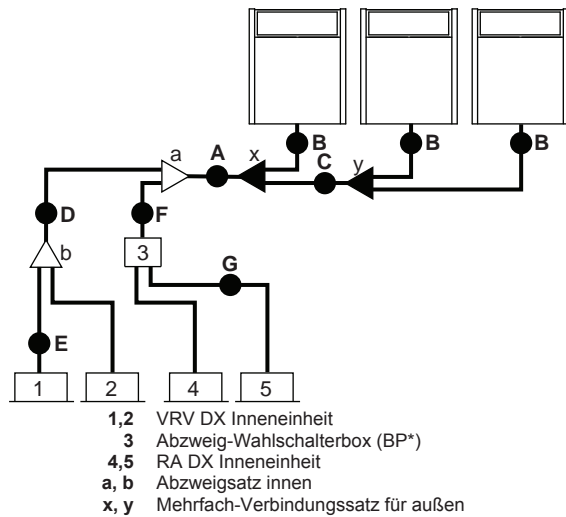 B B B
a A x C y
D F
b 3
G
E
1 2 4 5
1,2 VRV DX Inneneinheit
3 Abzweig-Wahlschalterbox (BP*)
4,5 RA DX Inneneinheit
a, b Abzweigsatz innen
x, y Mehrfach-Verbindungssatz für außen